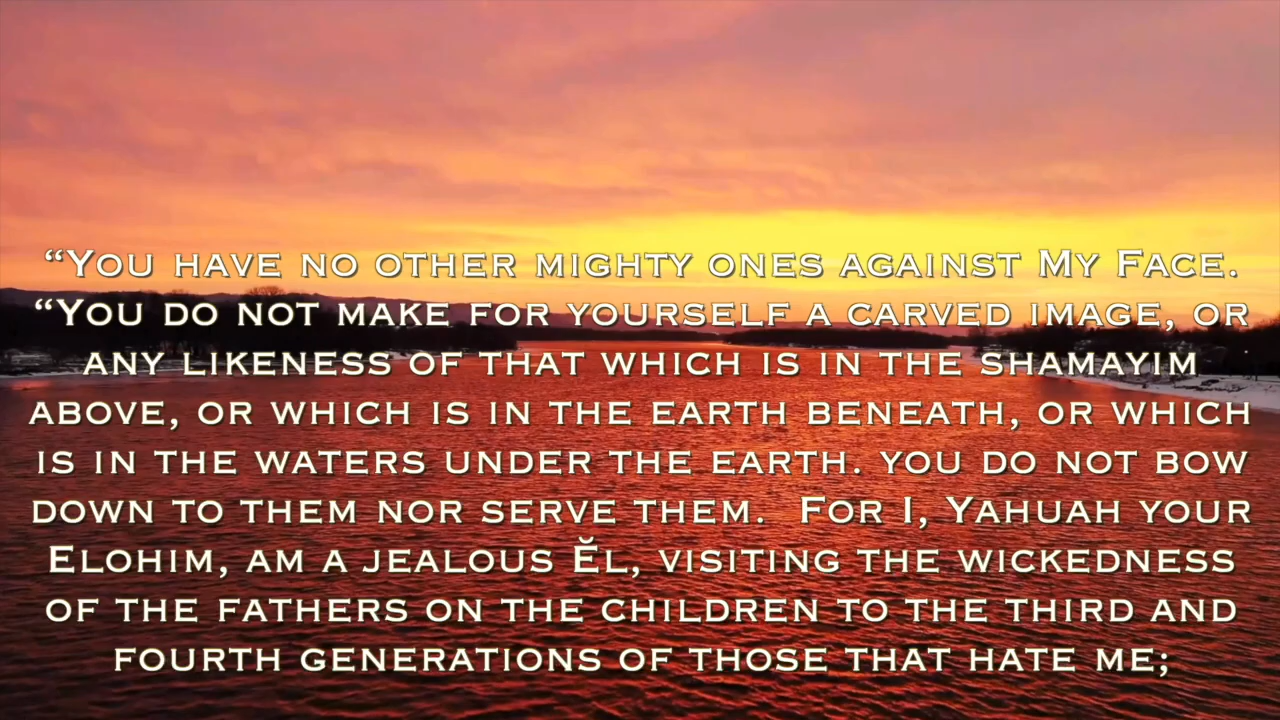 “You have no other mighty ones against My Face.
“You do not make for yourself a carved image, or
any likeness of that which is in the shamayim
above, or which is in the earth beneath, or which
is in the waters under the earth. you do not bow
down to them nor serve them.  For I, Yahuah your
Elohim, am a jealous Ĕl, visiting the wickedness
of the fathers on the children to the third and
fourth generations of those that hate me;